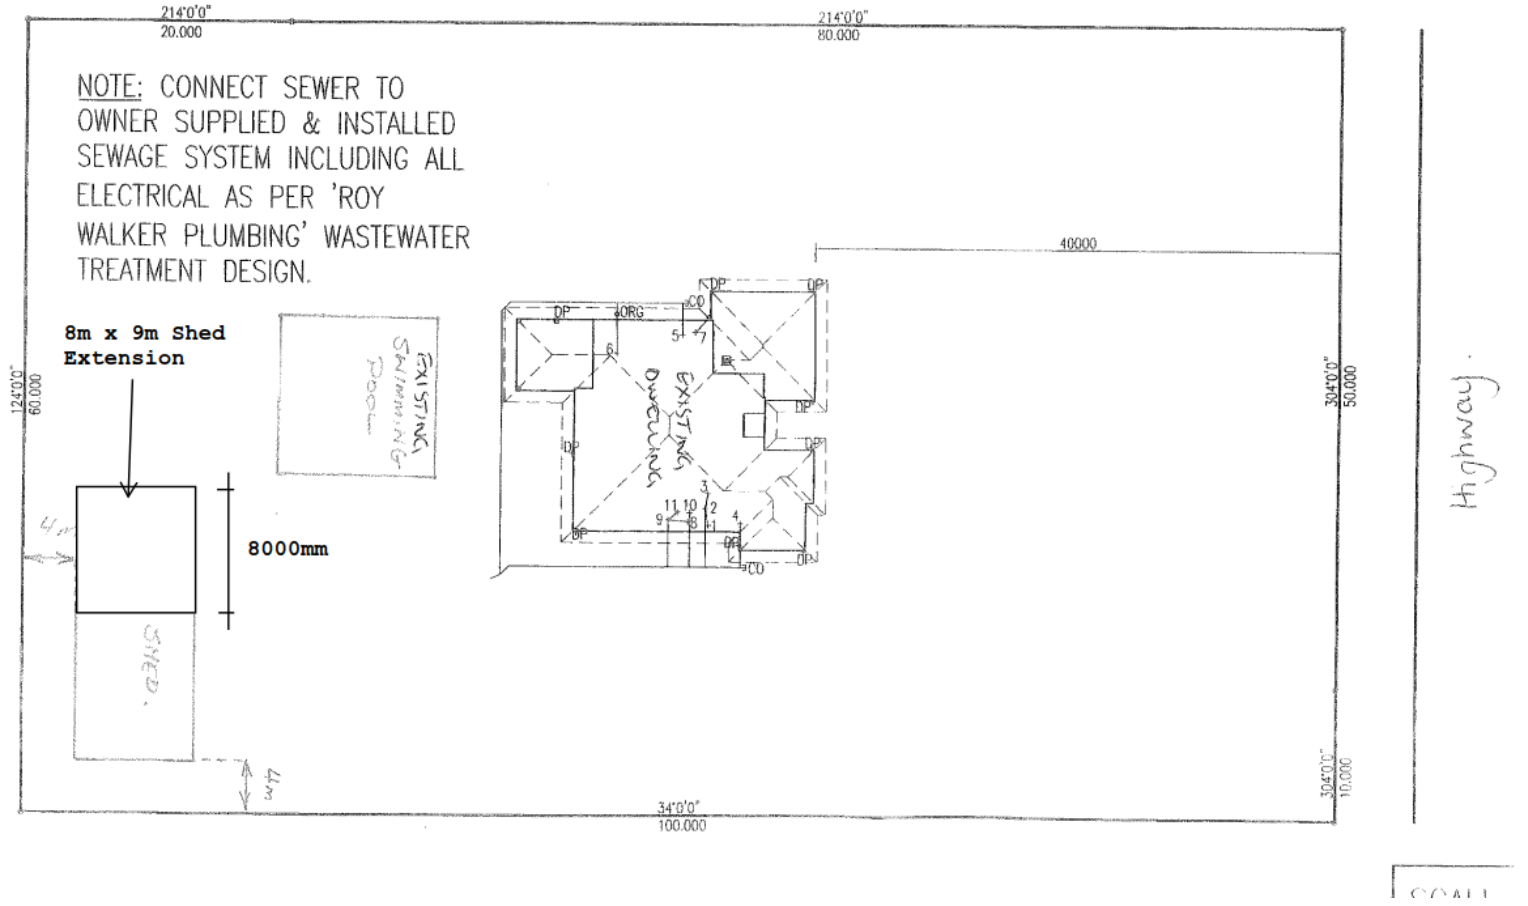 214°0'0"
20.000
214°0'0"
80.000
NOTE: CONNECT SEWER TO
OWNER SUPPLIED & INSTALLED
SEWAGE SYSTEM INCLUDING ALL
ELECTRICAL AS PER 'ROY
WALKER PLUMBING' WASTEWATER
TREATMENT DESIGN.
40000
8m x 9m Shed
Extension
124°0'0"
60.000
EXISTING
SWIMMING
POOL
DP
ORG
CO
DP
DP
5
7
6
EXISTING
DWELLING
DP
DP
DP
3
11
10
2
9
8
1
4
DP
DP
DP
CO
304°0'0"
50.000
Highway.
4m
8000mm
SHED.
4m
304°0'0"
10.000
34°0'0"
100.000